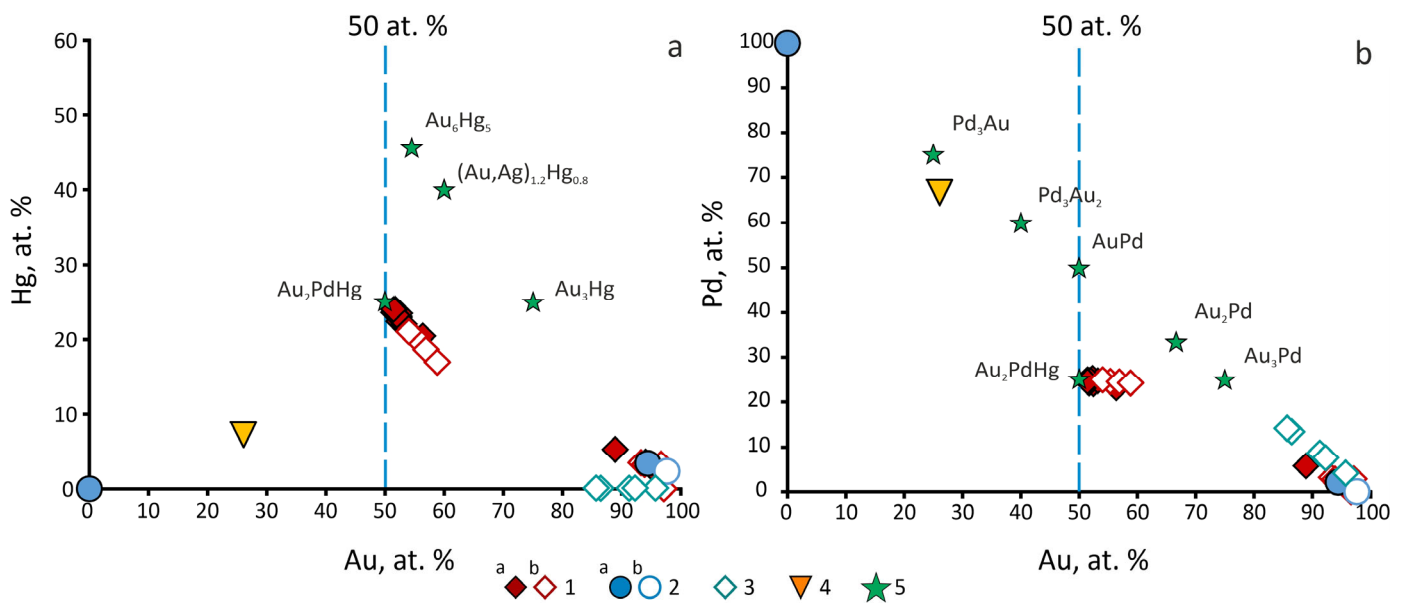 50 at. %
a
60
50
40
30
20
10
0
Hg, at. %
Au₆Hg₅
(Au,Ag)₁.₂Hg₀.₈
Au₂PdHg
Au₃Hg
0 10 20 30 40 50 60 70 80 90 100
Au, at. %
50 at. %
b
100
90
80
70
60
50
40
30
20
10
0
Pd, at. %
Pd₃Au
Pd₃Au₂
AuPd
Au₂Pd
Au₃Pd
Au₂PdHg
0 10 20 30 40 50 60 70 80 90 100
Au, at. %
a b 1 a b 2 3 4 5